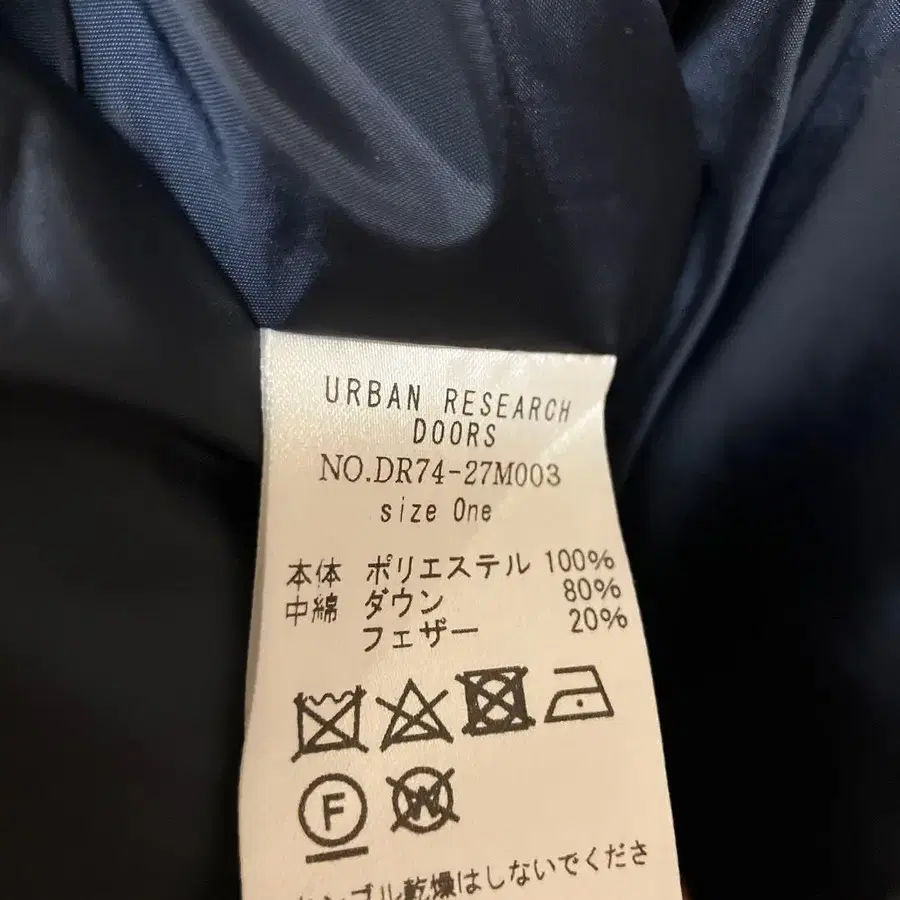 URBAN RESEARCH
DOORS
NO.DR74-27M003
size One
本体 ポリエステル 100%
中綿 ダウン 80%
フェザー 20%
F
W
ンブル乾燥はしないでくださ